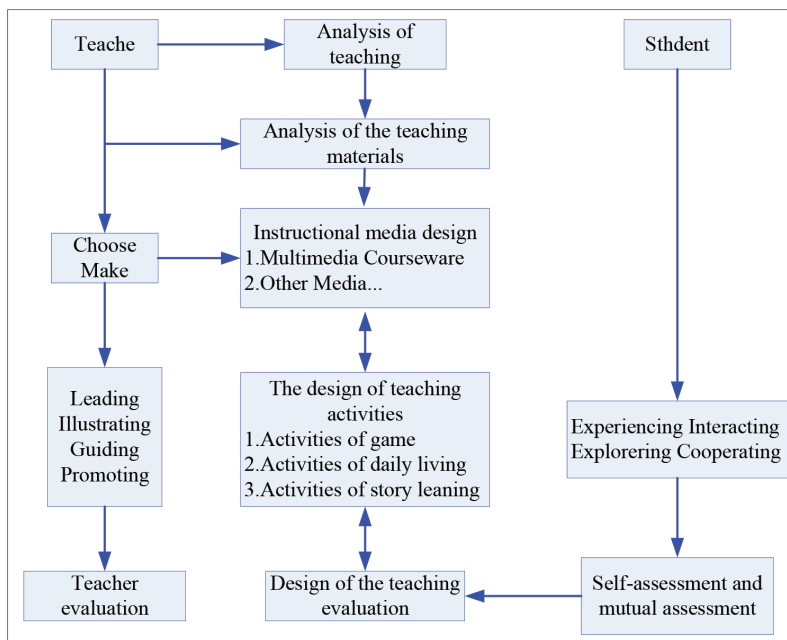 Teache
Analysis of
teaching
Sthdent
Analysis of the teaching
materials
Choose
Make
Instructional media design
1.Multimedia Courseware
2.Other Media...
Leading
Illustrating
Guiding
Promoting
The design of teaching
activities
1.Activities of game
2.Activities of daily living
3.Activities of story leaning
Experiencing Interacting
Explorering Cooperating
Teacher
evaluation
Design of the teaching
evaluation
Self-assessment and
mutual assessment